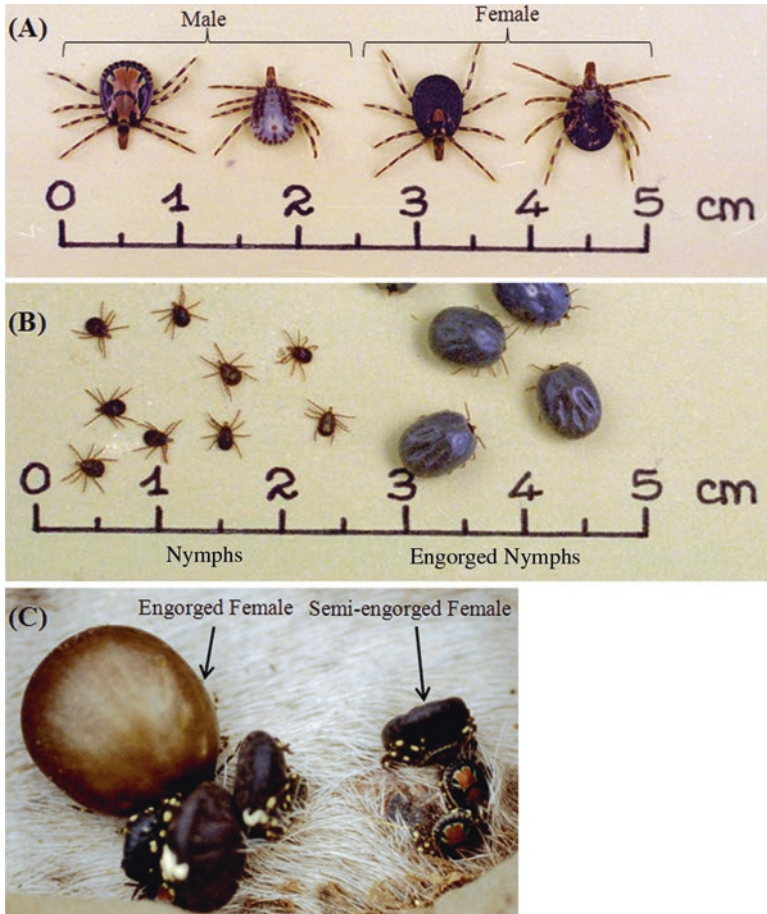 (A)
Male
Female
0 1 2 3 4 5 cm
(B)
0 1 2 3 4 5 cm
Nymphs
Engorged Nymphs
(C)
Engorged Female
Semi-engorged Female